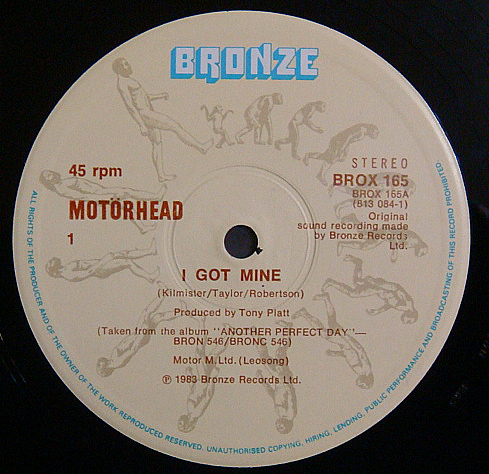 BRONZE
45 rpm
STEREO
BROX 165
BROX 165A
(813 084-1)
MOTÖRHEAD
1
Original
sound recording made
by Bronze Records
Ltd.
I GOT MINE
(Kilmister/Taylor/Robertson)
Produced by Tony Platt
(Taken from the album "ANOTHER PERFECT DAY"—
BRON 546/BRONC 546)
Motor M.Ltd.(Leosong)
℗ 1983 Bronze Records Ltd.
ALL RIGHTS OF THE PRODUCER AND OF THE OWNER OF THE WORK REPRODUCED RESERVED. UNAUTHORISED COPYING, HIRING, LENDING, PUBLIC PERFORMANCE AND BROADCASTING OF THIS RECORD PROHIBITED.